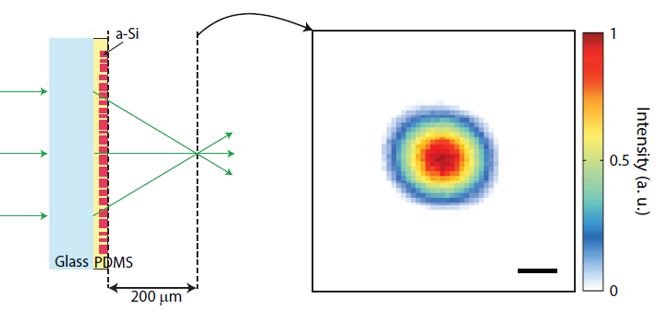 a-Si
Glass PDMS
200 μm
1
0.5
0
Intensity (a. u.)